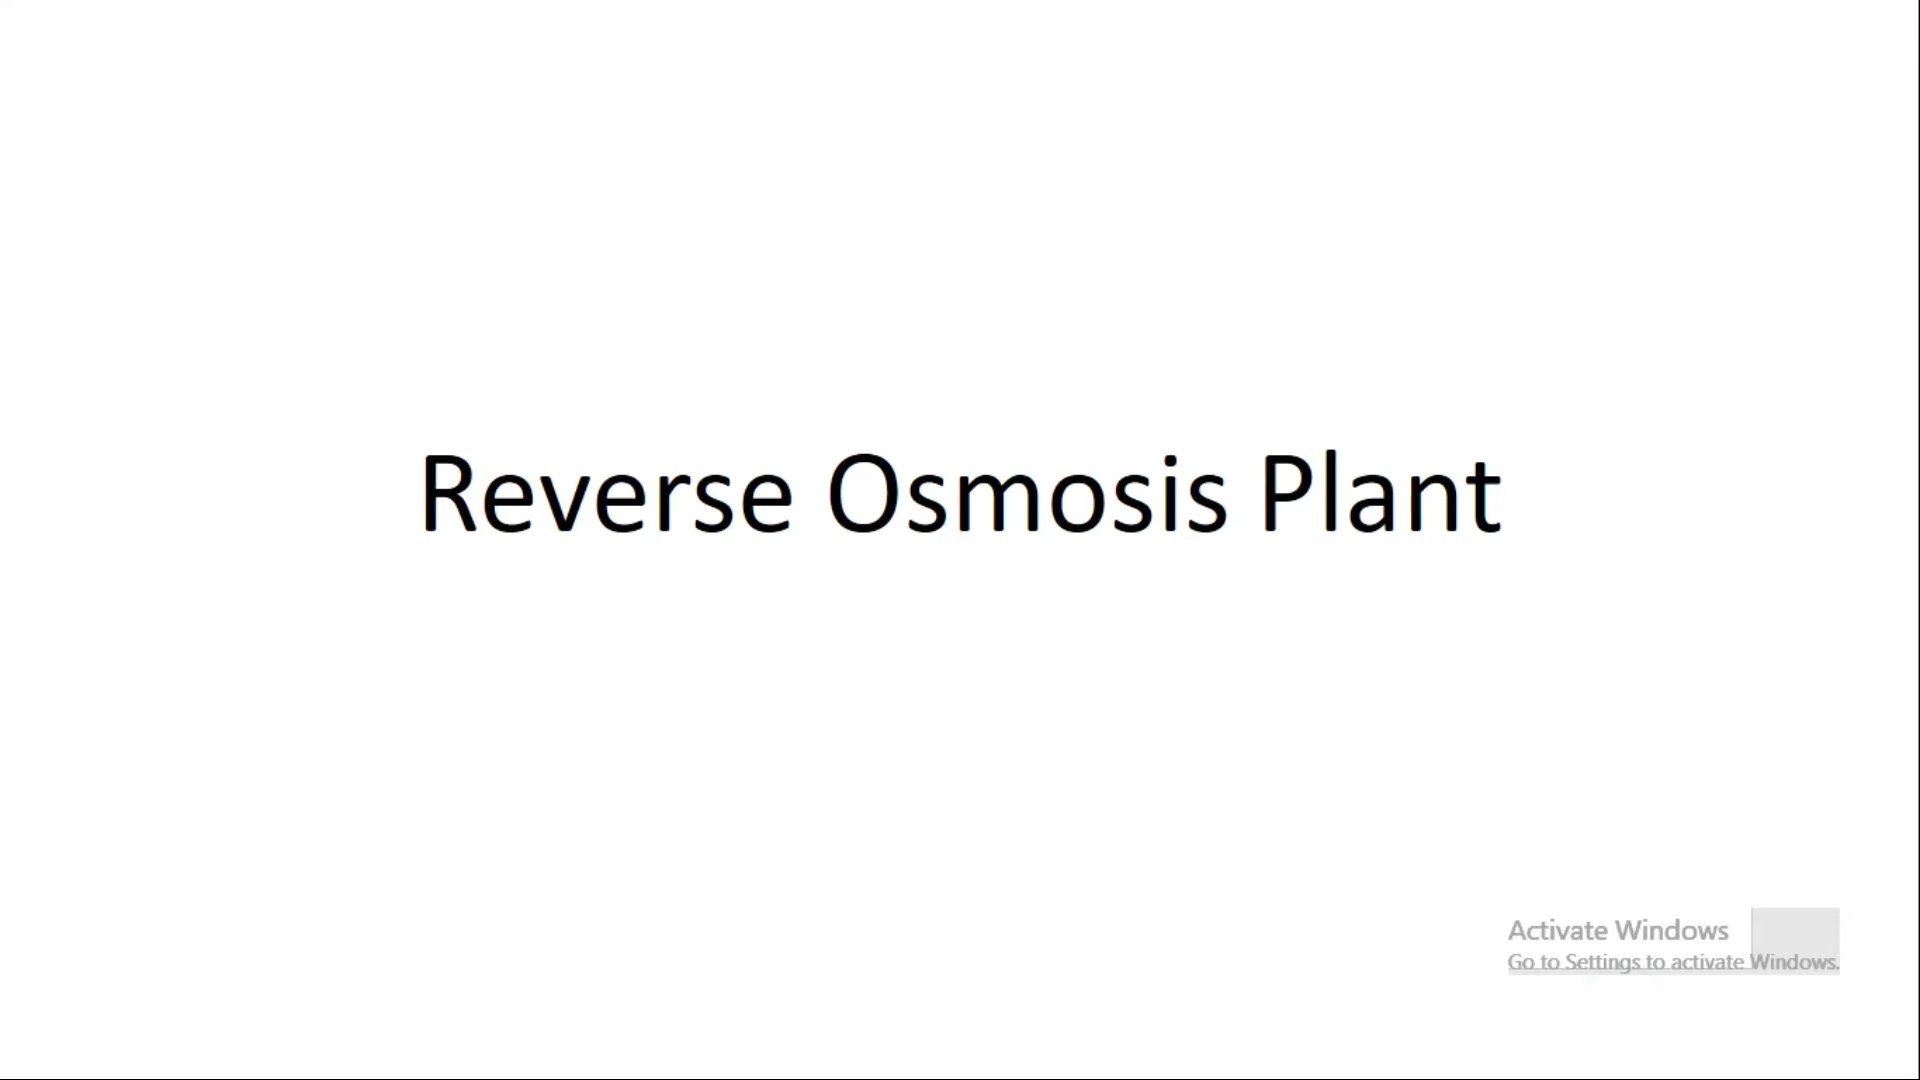 Reverse Osmosis Plant
Activate Windows
Go to Settings to activate Windows.